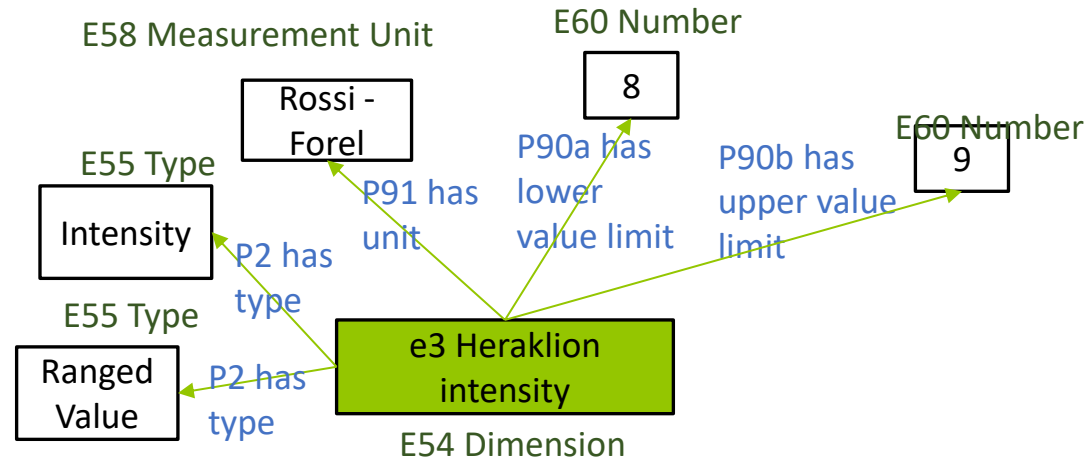 E58 Measurement Unit
E60 Number
Rossi -
Forel
8
E60 Number
9
E55 Type
Intensity
P91 has
unit
P90a has
lower
value limit
P90b has
upper value
limit
P2 has
type
E55 Type
Ranged
Value
P2 has
type
e3 Heraklion
intensity
E54 Dimension